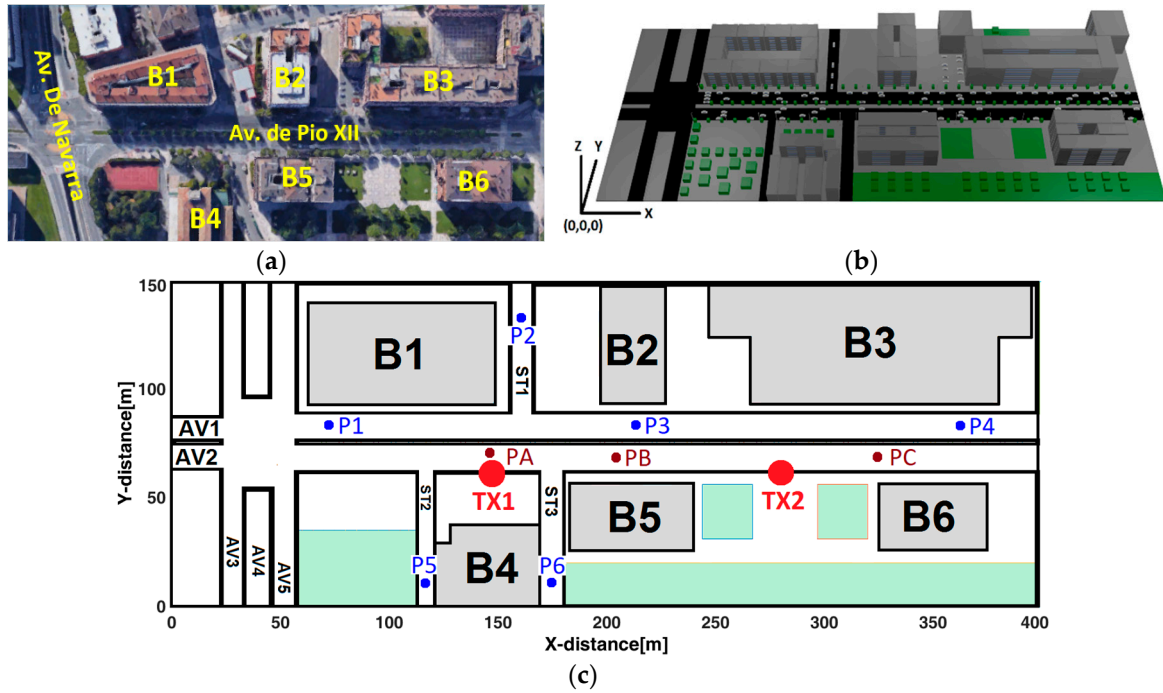 Av. De Navarra
B1
B2
B3
Av. de Pio XII
B5
B6
B4
Z
Y
X
(0,0,0)
(a)
(b)
150
100
50
0
Y-distance[m]
B1
P2
ST1
B2
B3
AV1
P1
P3
P4
AV2
PA
PB
PC
TX1
TX2
ST2
ST3
AV3
AV4
AV5
P5
B4
P6
B5
B6
0
50
100
150
200
250
300
350
400
X-distance[m]
(c)